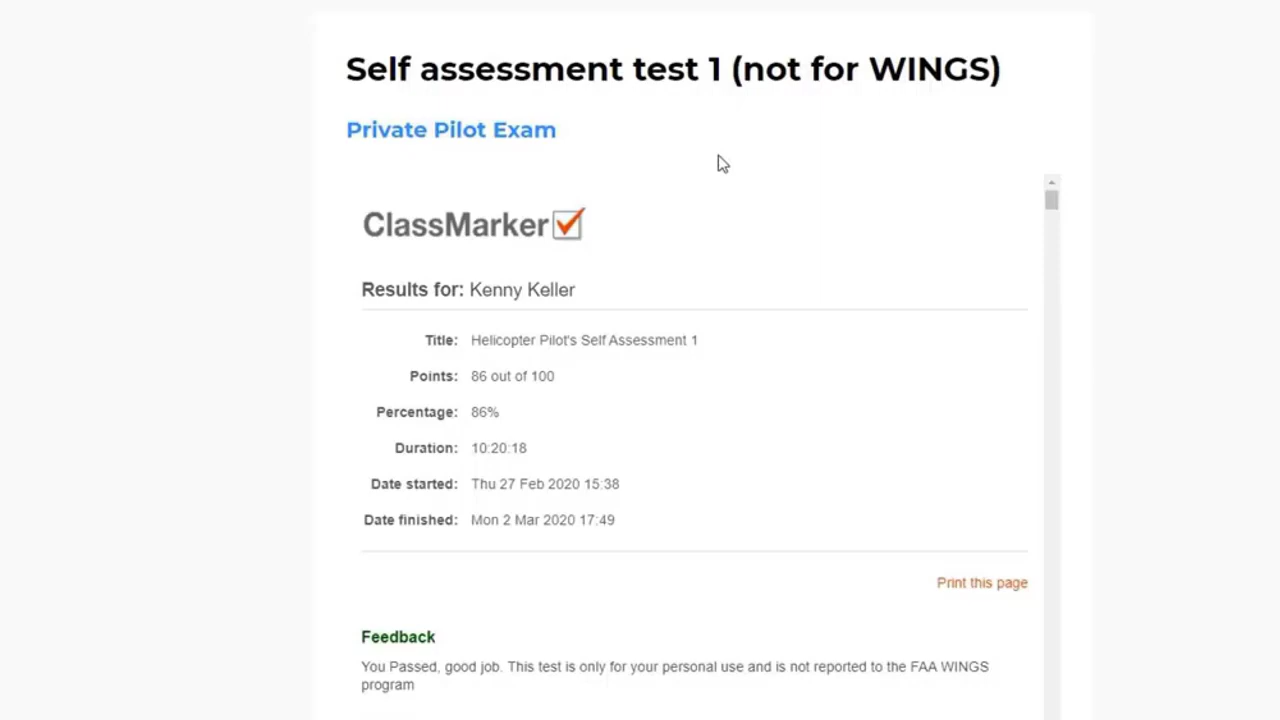 Self assessment test 1 (not for WINGS)
Private Pilot Exam
ClassMarker
Results for: Kenny Keller
Title: Helicopter Pilot's Self Assessment 1
Points: 86 out of 100
Percentage: 86%
Duration: 10:20:18
Date started: Thu 27 Feb 2020 15:38
Date finished: Mon 2 Mar 2020 17:49
Print this page
Feedback
You Passed, good job. This test is only for your personal use and is not reported to the FAA WINGS
program